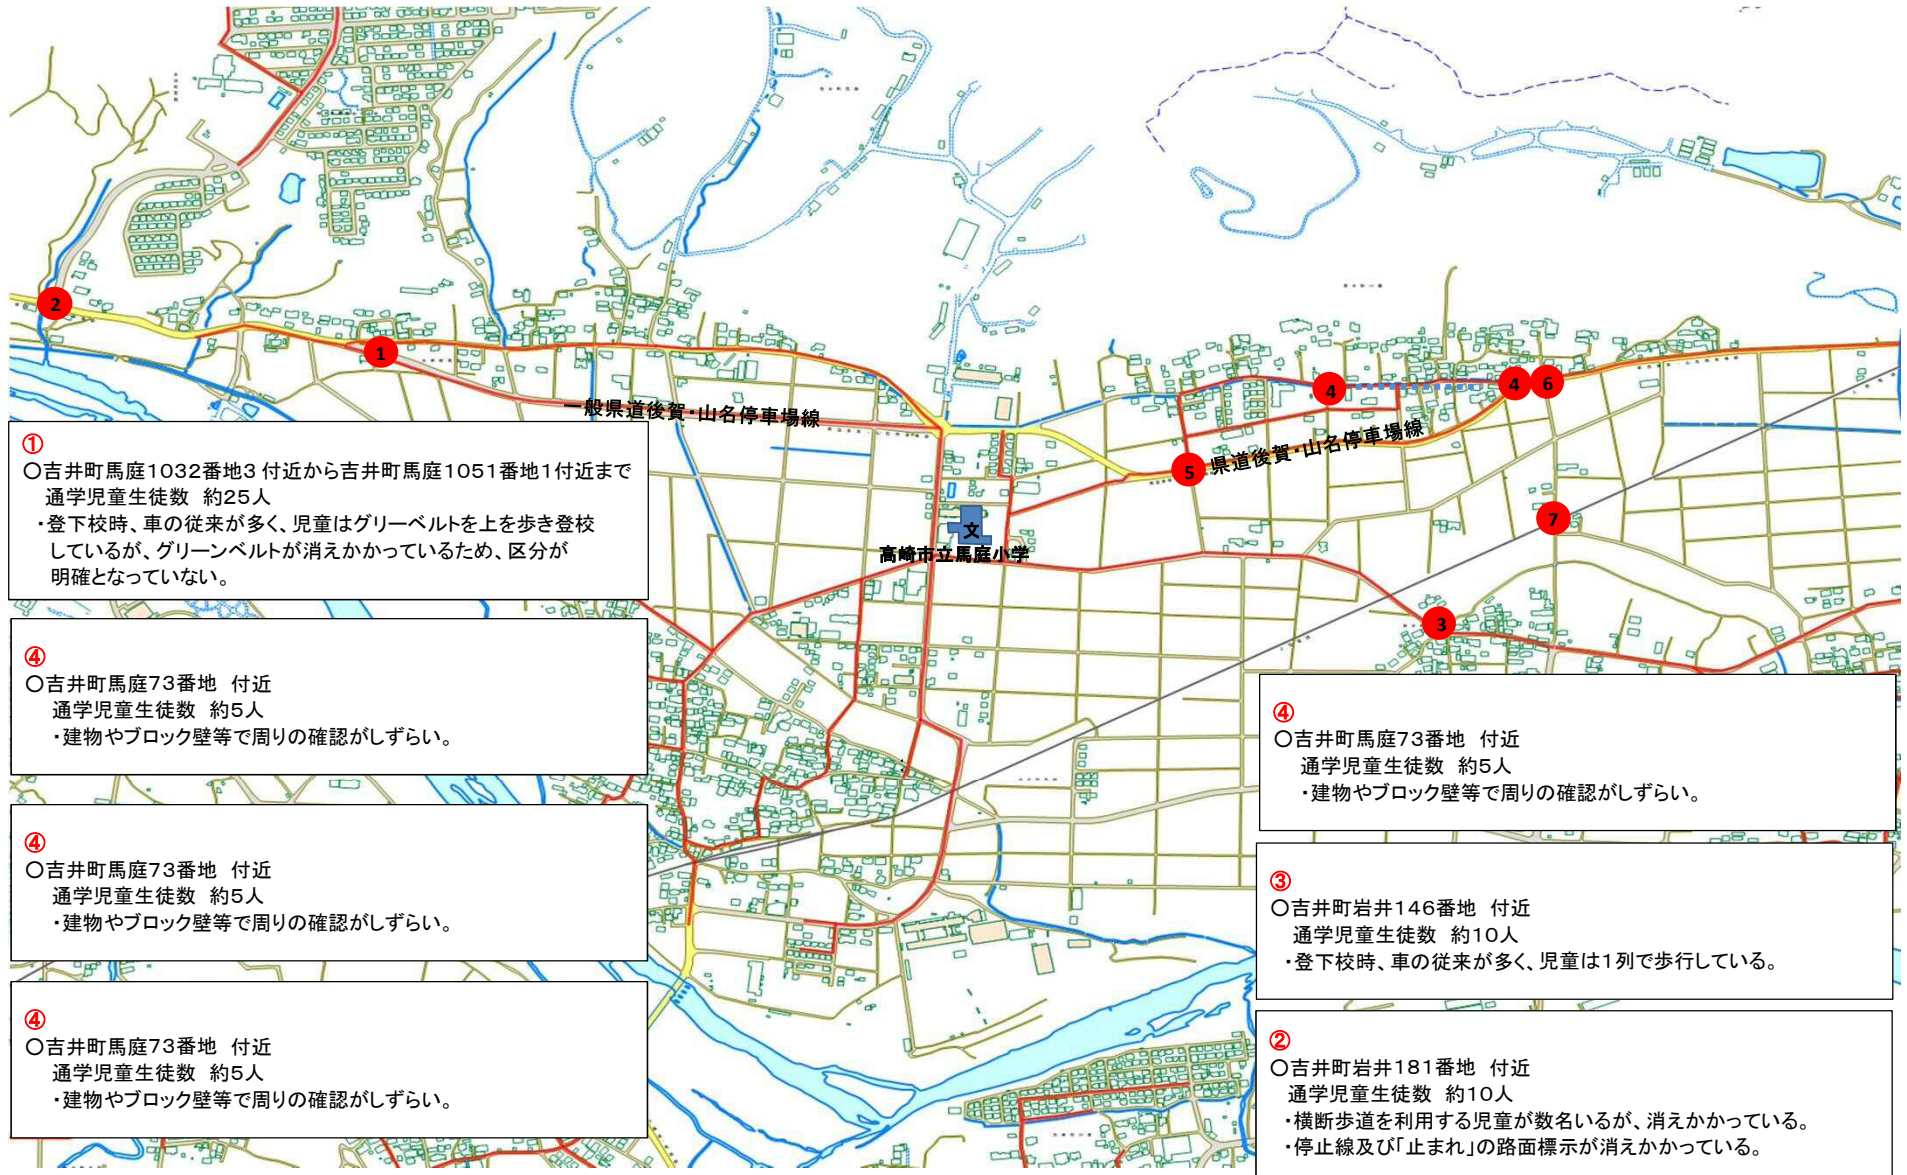 2
1
4
4
6
一般県道後賀・山名停車場線
県道後賀・山名停車場線
5
7
文
高崎市立馬庭小学
3
①
〇吉井町馬庭1032番地3 付近から吉井町馬庭1051番地1付近まで
通学児童生徒数 約25人
・登下校時、車の従来が多く、児童はグリーベルトを上を歩き登校
しているが、グリーンベルトが消えかかっているため、区分が
明確となっていない。
④
〇吉井町馬庭73番地 付近
通学児童生徒数 約5人
・建物やブロック壁等で周りの確認がしずらい。
④
〇吉井町馬庭73番地 付近
通学児童生徒数 約5人
・建物やブロック壁等で周りの確認がしずらい。
④
〇吉井町馬庭73番地 付近
通学児童生徒数 約5人
・建物やブロック壁等で周りの確認がしずらい。
④
〇吉井町馬庭73番地 付近
通学児童生徒数 約5人
・建物やブロック壁等で周りの確認がしずらい。
③
〇吉井町岩井146番地 付近
通学児童生徒数 約10人
・登下校時、車の従来が多く、児童は1列で歩行している。
②
〇吉井町岩井181番地 付近
通学児童生徒数 約10人
・横断歩道を利用する児童が数名いるが、消えかかっている。
・停止線及び「止まれ」の路面標示が消えかかっている。